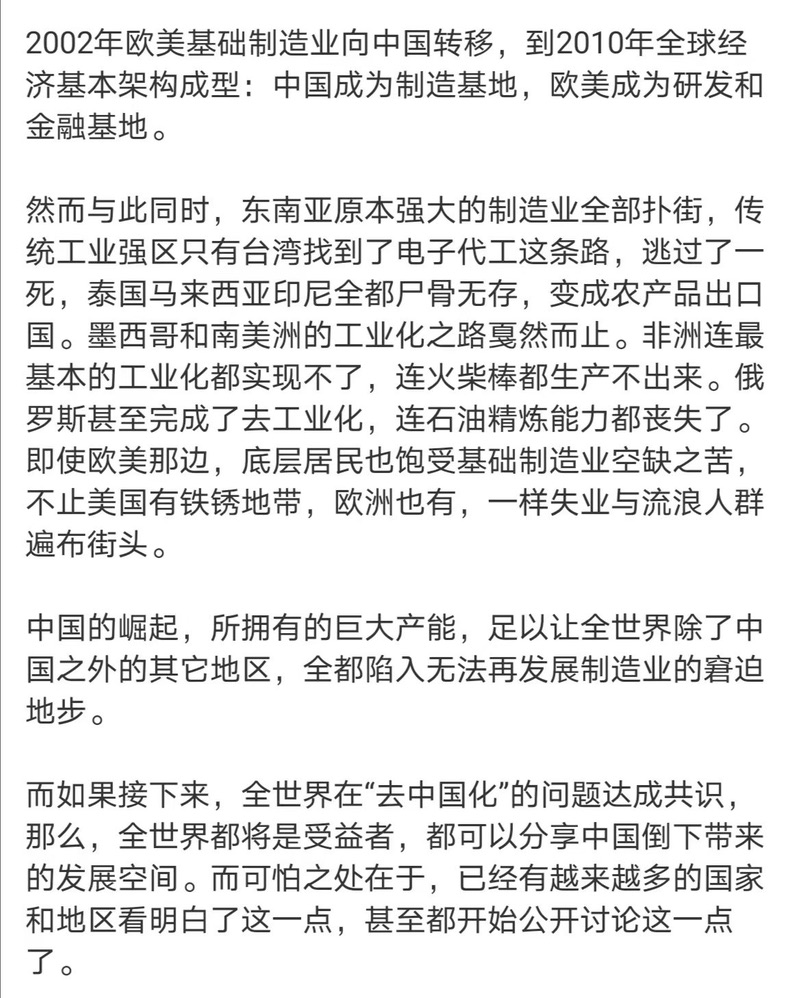 2002年欧美基础制造业向中国转移，到2010年全球经
济基本架构成型：中国成为制造基地，欧美成为研发和
金融基地。
然而与此同时，东南亚原本强大的制造业全部扑街，传
统工业强区只有台湾找到了电子代工这条路，逃过了一
死，泰国马来西亚印尼全都尸骨无存，变成农产品出口
国。墨西哥和南美洲的工业化之路戛然而止。非洲连最
基本的工业化都实现不了，连火柴棒都生产不出来。俄
罗斯甚至完成了去工业化，连石油精炼能力都丧失了。
即使欧美那边，底层居民也饱受基础制造业空缺之苦，
不止美国有铁锈地带，欧洲也有，一样失业与流浪人群
遍布街头。
中国的崛起，所拥有的巨大产能，足以让全世界除了中
国之外的其它地区，全都陷入无法再发展制造业的窘迫
地步。
而如果接下来，全世界在“去中国化”的问题达成共识，
那么，全世界都将是受益者，都可以分享中国倒下带来
的发展空间。而可怕之处在于，已经有越来越多的国家
和地区看明白了这一点，甚至都开始公开讨论这一点
了。